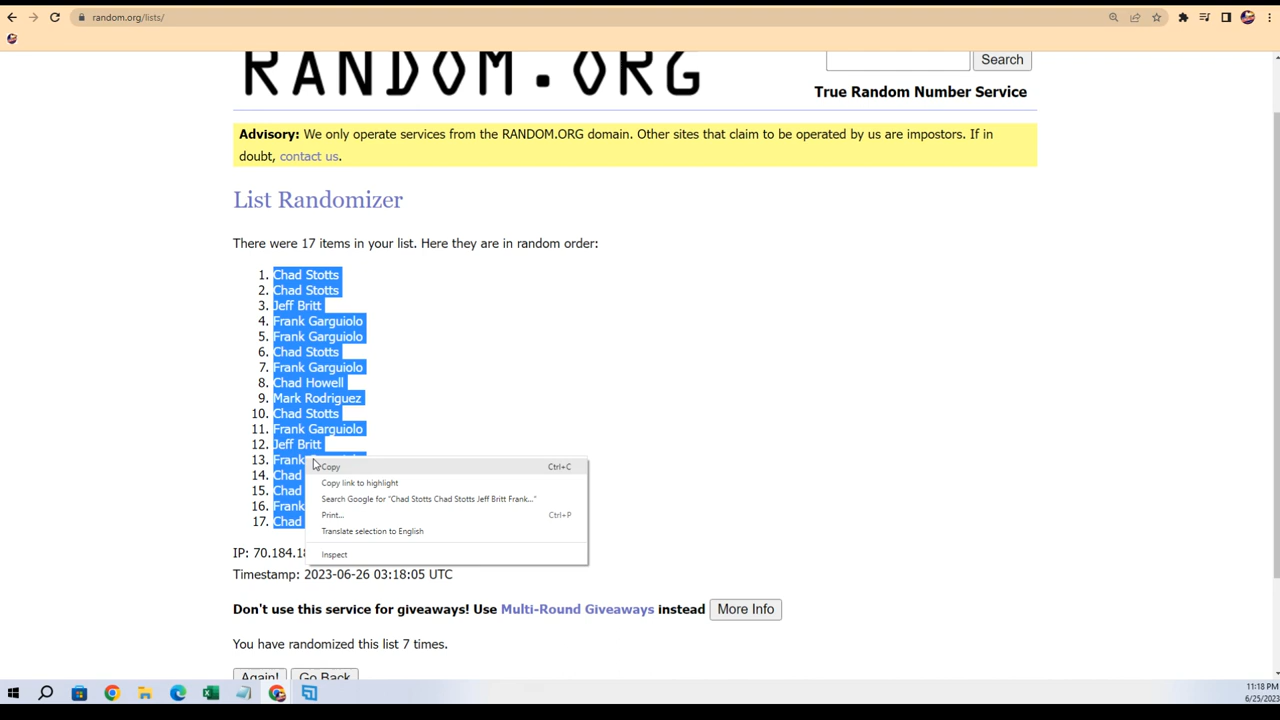 random.org/lists/
RANDOM.ORG
Search
True Random Number Service
Advisory: We only operate services from the RANDOM.ORG domain. Other sites that claim to be operated by us are impostors. If in
doubt, contact us.
List Randomizer
There were 17 items in your list. Here they are in random order:
1. Chad Stotts
2. Chad Stotts
3. Jeff Britt
4. Frank Garguiolo
5. Frank Garguiolo
6. Chad Stotts
7. Frank Garguiolo
8. Chad Howell
9. Mark Rodriguez
10. Chad Stotts
11. Frank Garguiolo
12. Jeff Britt
13. Frank
14. Chad
15. Chad
16. Frank
17. Chad
Copy Ctrl+C
Copy link to highlight
Search Google for "Chad Stotts Chad Stotts Jeff Britt Frank..."
Print... Ctrl+P
Translate selection to English
Inspect
IP: 70.184.18
Timestamp: 2023-06-26 03:18:05 UTC
Don't use this service for giveaways! Use Multi-Round Giveaways instead More Info
You have randomized this list 7 times.
Again! Go Back
11:18 PM
6/25/2023